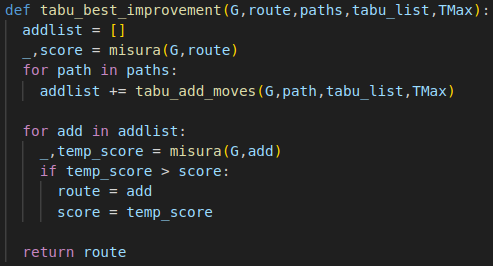 def tabu_best_improvement(G,route,paths,tabu_list,TMax):
  addlist = []
  _,score = misura(G,route)
  for path in paths:
    addlist += tabu_add_moves(G,path,tabu_list,TMax)

  for add in addlist:
    _,temp_score = misura(G,add)
    if temp_score > score:
      route = add
      score = temp_score

  return route